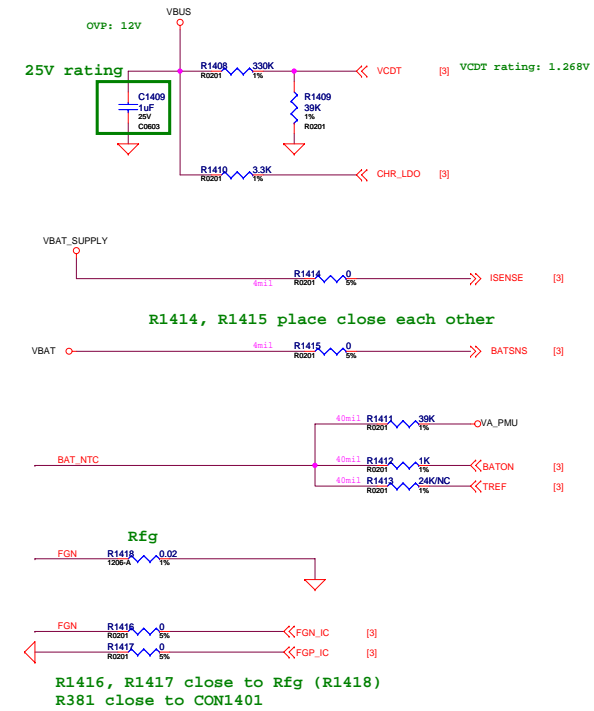 VBUS
OVP: 12V
25V rating
R1408 330K
R0201 1%
VCDT [3] VCDT rating: 1.268V
C1409
1uF
25V
C0603
R1409
39K
1%
R0201
R1410 3.3K
R0201 1%
CHR_LDO [3]
VBAT_SUPPLY
4mil R1414 0
R0201 5%
ISENSE [3]
R1414, R1415 place close each other
VBAT
4mil R1415 0
R0201 5%
BATSNS [3]
40mil R1411 39K
R0201 1%
VA_PMU
BAT_NTC
40mil R1412 1K
R0201 1%
BATON [3]
40mil R1413 24K/NC
R0201 1%
TREF [3]
Rfg
FGN R1418 0.02
1206-A 1%
FGN R1416 0
R0201 5%
FGN_IC [3]
R1417 0
R0201 5%
FGP_IC [3]
R1416, R1417 close to Rfg (R1418)
R381 close to CON1401